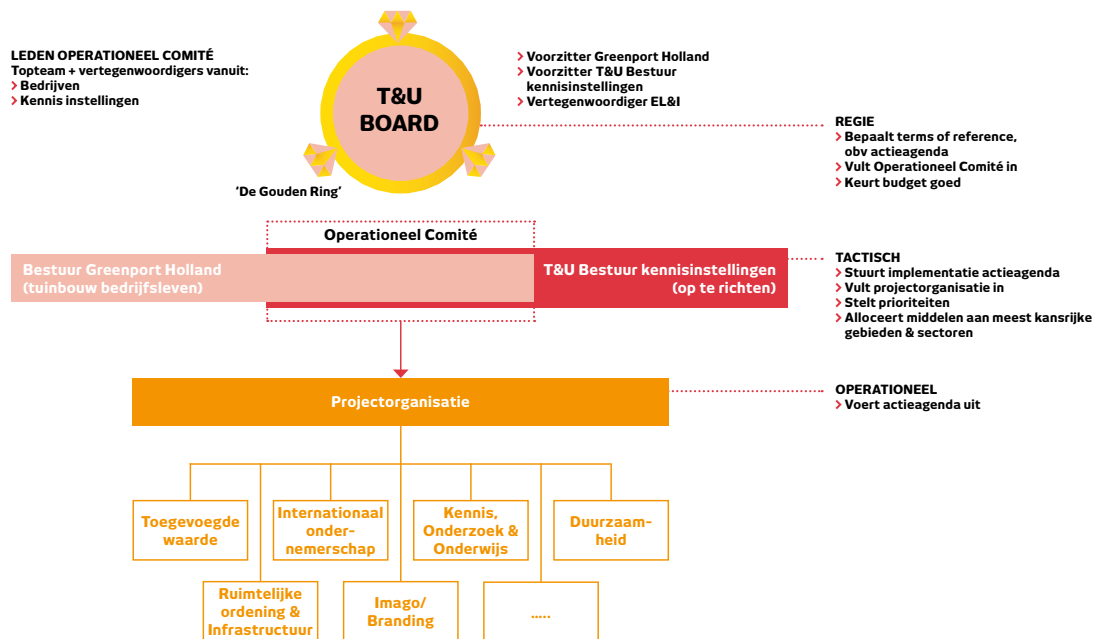 LEDEN OPERATIONEEL COMITÉ
Topteam + vertegenwoordigers vanuit:
> Bedrijven
> Kennis instellingen
T&U
BOARD
'De Gouden Ring'
> Voorzitter Greenport Holland
> Voorzitter T&U Bestuur
kennisinstellingen
> Vertegenwoordiger EL&I
REGIE
> Bepaalt terms of reference,
obv actieagenda
> Vult Operationeel Comité in
> Keurt budget goed
Operationeel Comité
Bestuur Greenport Holland
(tuinbouw bedrijfsleven)
T&U Bestuur kennisinstellingen
(op te richten)
TACTISCH
> Stuurt implementatie actieagenda
> Vult projectorganisatie in
> Stelt prioriteiten
> Alloceert middelen aan meest kansrijke
gebieden & sectoren
Projectorganisatie
OPERATIONEEL
> Voert actieagenda uit
Toegevoegde
waarde
Internationaal
onder-
nemerschap
Kennis,
Onderzoek &
Onderwijs
Duurzaam-
heid
Ruimtelijke
ordening &
Infrastructuur
Imago/
Branding
.....